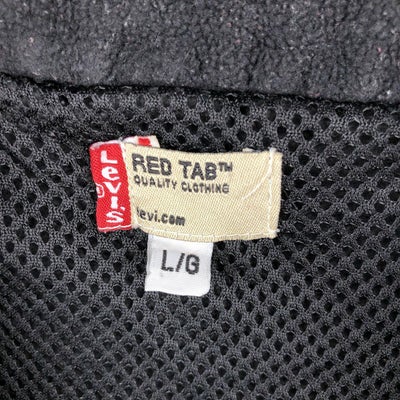 Levi's
®
RED TAB™
QUALITY CLOTHING
levi.com
L/G